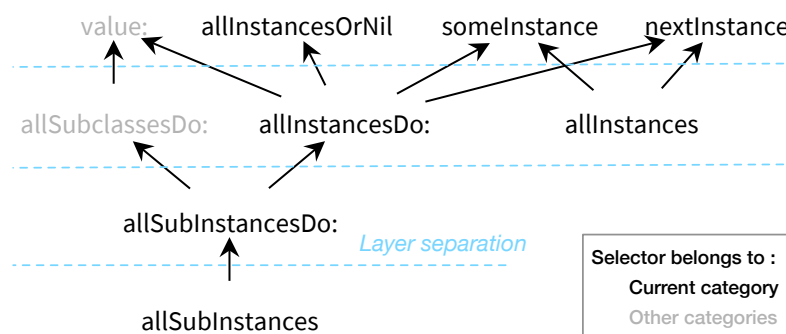 value: allInstancesOrNil someInstance nextInstance
allSubclassesDo: allInstancesDo: allInstances
allSubInstancesDo:
Layer separation
allSubInstances
Selector belongs to :
Current category
Other categories